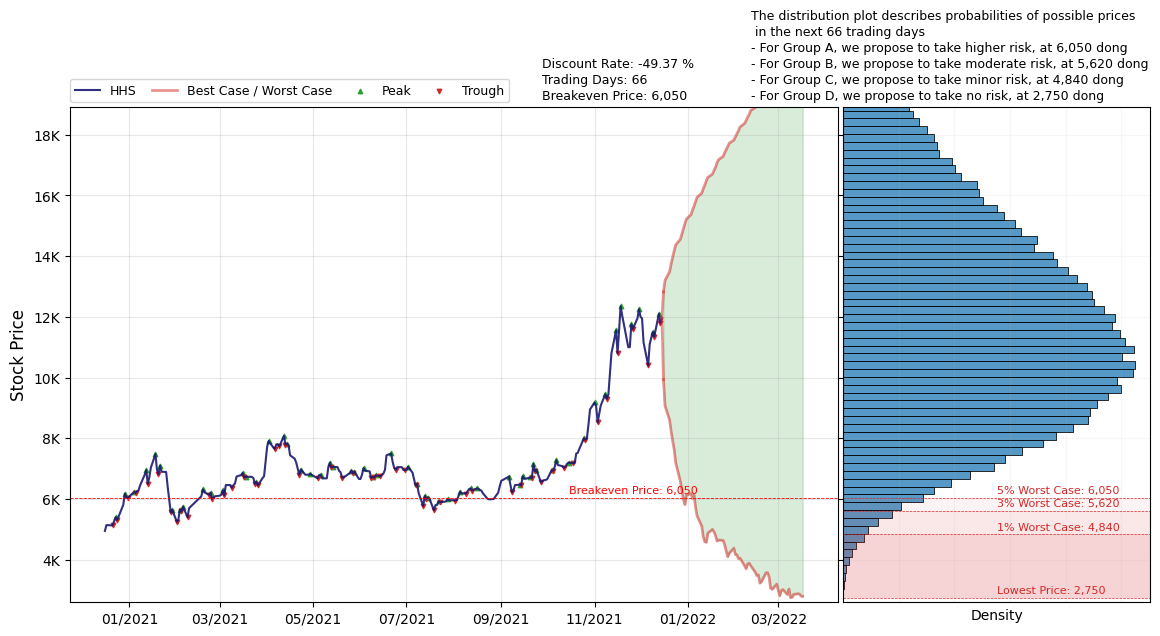 The distribution plot describes probabilities of possible prices
in the next 66 trading days
- For Group A, we propose to take higher risk, at 6,050 dong
- For Group B, we propose to take moderate risk, at 5,620 dong
- For Group C, we propose to take minor risk, at 4,840 dong
- For Group D, we propose to take no risk, at 2,750 dong
Discount Rate: -49.37 %
Trading Days: 66
Breakeven Price: 6,050
HHS
Best Case / Worst Case
Peak
Trough
Stock Price
18K
16K
14K
12K
10K
8K
6K
4K
Breakeven Price: 6,050
5% Worst Case: 6,050
3% Worst Case: 5,620
1% Worst Case: 4,840
Lowest Price: 2,750
01/2021
03/2021
05/2021
07/2021
09/2021
11/2021
01/2022
03/2022
Density